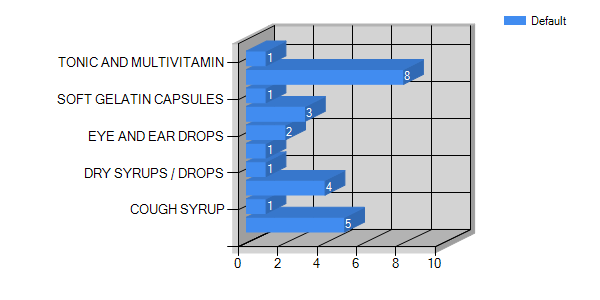 Default
TONIC AND MULTIVITAMIN
1
8
SOFT GELATIN CAPSULES
1
3
EYE AND EAR DROPS
2
1
DRY SYRUPS / DROPS
1
4
COUGH SYRUP
1
5
0 2 4 6 8 10